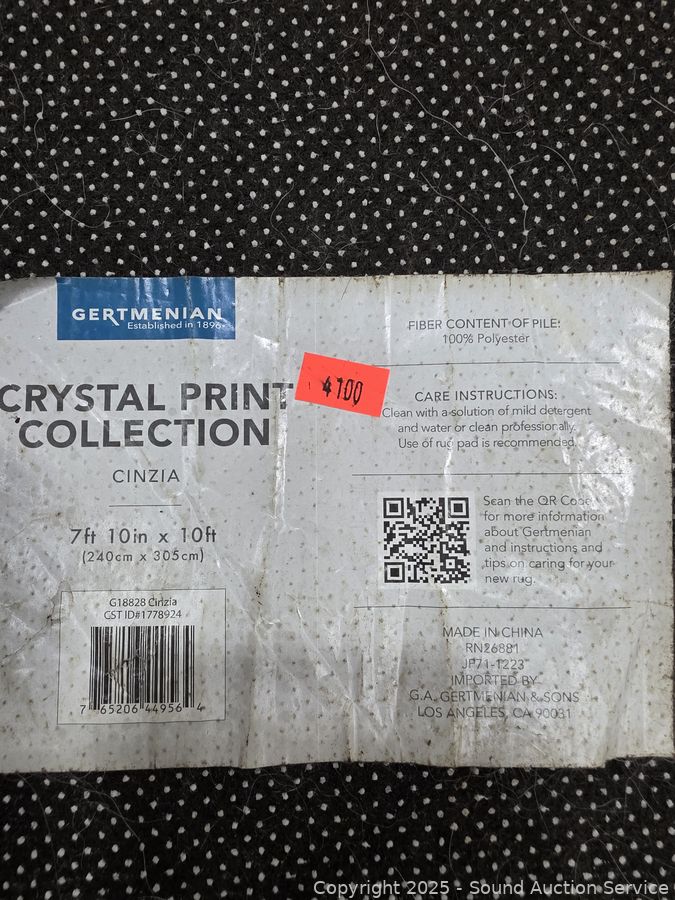 GERTMENIAN
Established in 1896
CRYSTAL PRINT
COLLECTION
CINZIA
7ft 10in x 10ft
(240cm x 305cm)
G18828 Cinzia
GST ID#1778924
7 65206 44956 4
4100
FIBER CONTENT OF PILE:
100% Polyester
CARE INSTRUCTIONS:
Clean with a solution of mild detergent
and water or clean professionally.
Use of rug pad is recommended.
Scan the QR Code
for more information
about Gertmenian
and instructions and
tips on caring for your
new rug.
MADE IN CHINA
RN26881
JP71-1223
IMPORTED BY
G.A. GERTMENIAN & SONS
LOS ANGELES, CA 90031
Copyright 2025 - Sound Auction Service